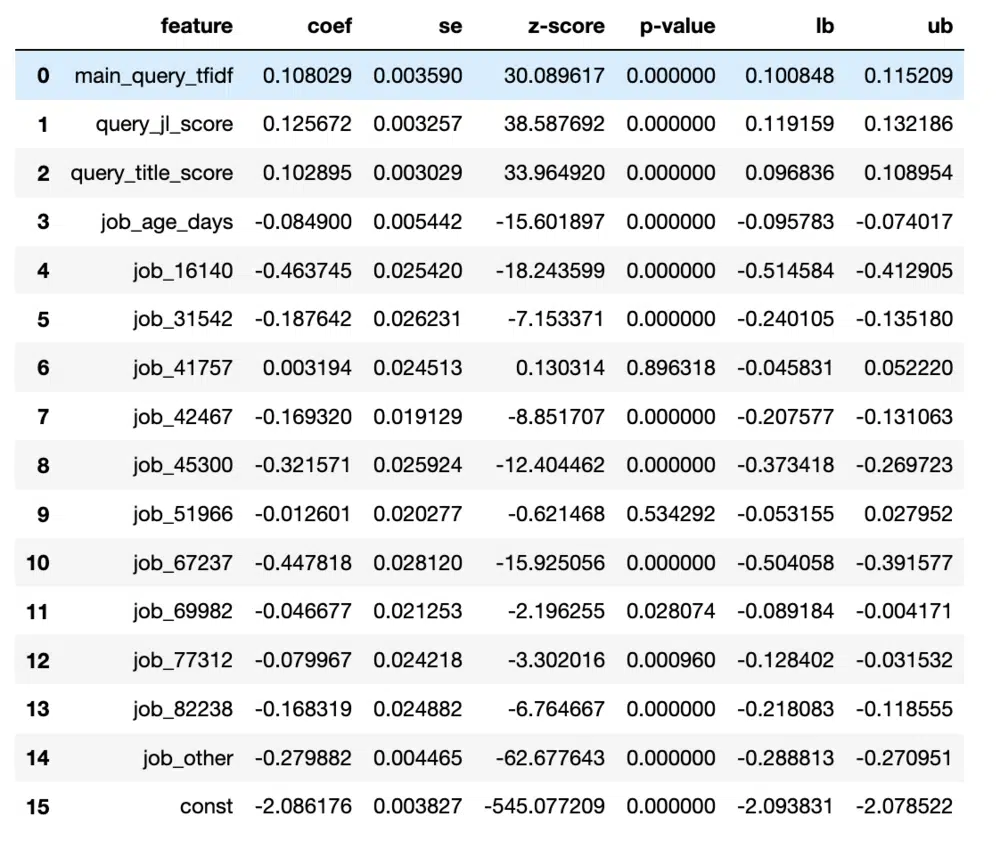 feature coef se z-score p-value lb ub
0 main_query_tfidf 0.108029 0.003590 30.089617 0.000000 0.100848 0.115209
1 query_jl_score 0.125672 0.003257 38.587692 0.000000 0.119159 0.132186
2 query_title_score 0.102895 0.003029 33.964920 0.000000 0.096836 0.108954
3 job_age_days -0.084900 0.005442 -15.601897 0.000000 -0.095783 -0.074017
4 job_16140 -0.463745 0.025420 -18.243599 0.000000 -0.514584 -0.412905
5 job_31542 -0.187642 0.026231 -7.153371 0.000000 -0.240105 -0.135180
6 job_41757 0.003194 0.024513 0.130314 0.896318 -0.045831 0.052220
7 job_42467 -0.169320 0.019129 -8.851707 0.000000 -0.207577 -0.131063
8 job_45300 -0.321571 0.025924 -12.404462 0.000000 -0.373418 -0.269723
9 job_51966 -0.012601 0.020277 -0.621468 0.534292 -0.053155 0.027952
10 job_67237 -0.447818 0.028120 -15.925056 0.000000 -0.504058 -0.391577
11 job_69982 -0.046677 0.021253 -2.196255 0.028074 -0.089184 -0.004171
12 job_77312 -0.079967 0.024218 -3.302016 0.000960 -0.128402 -0.031532
13 job_82238 -0.168319 0.024882 -6.764667 0.000000 -0.218083 -0.118555
14 job_other -0.279882 0.004465 -62.677643 0.000000 -0.288813 -0.270951
15 const -2.086176 0.003827 -545.077209 0.000000 -2.093831 -2.078522